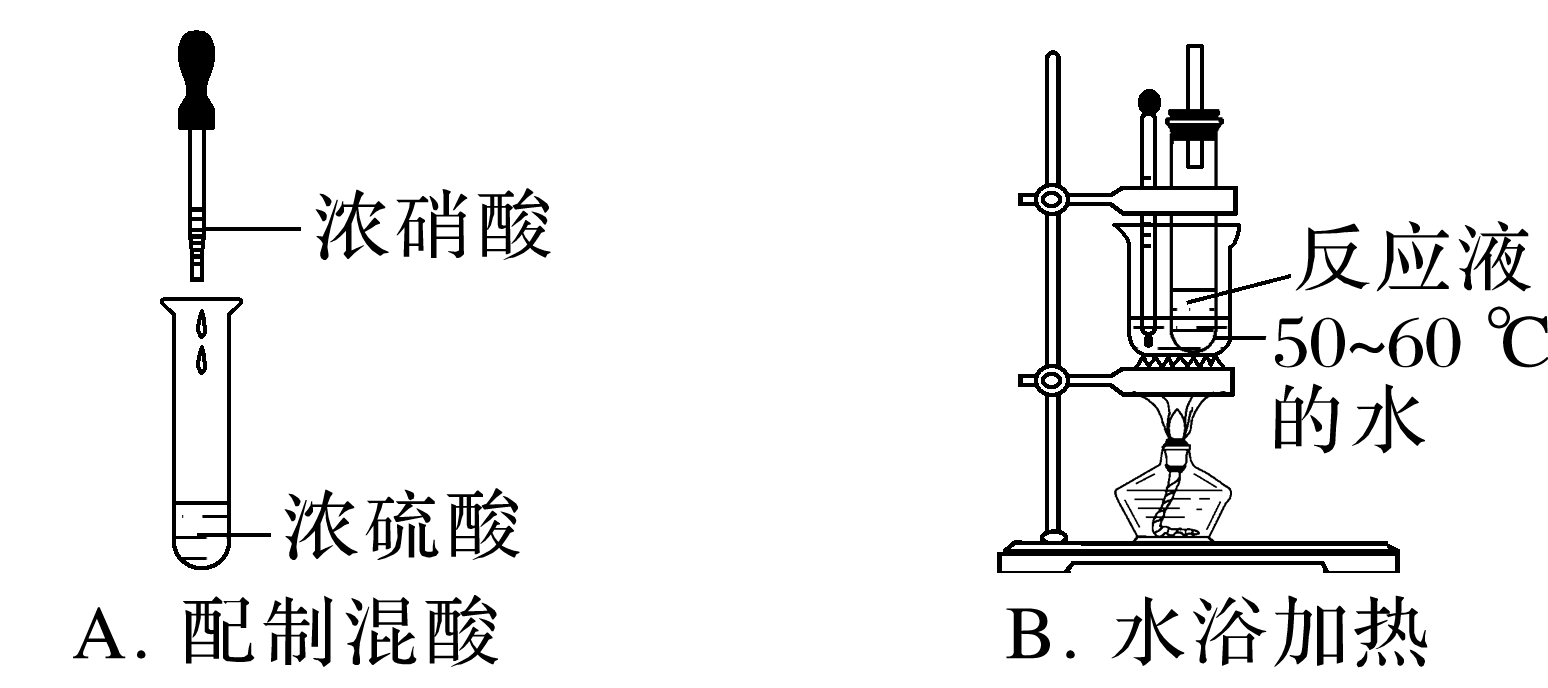 浓硝酸
浓硫酸
A. 配制混酸
反应液
50~60 ℃
的水
B. 水浴加热